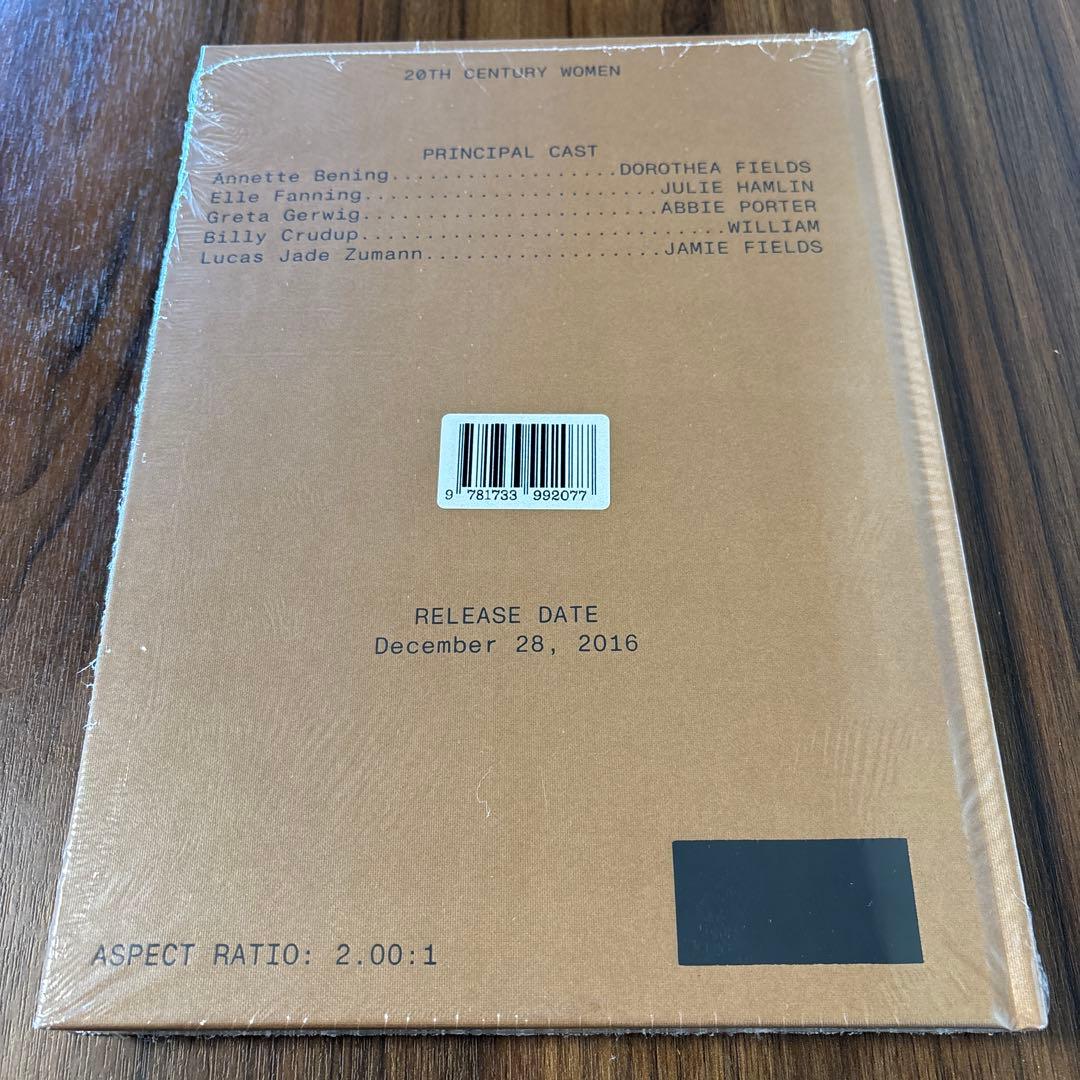 20TH CENTURY WOMEN
PRINCIPAL CAST
Annette Bening..................DOROTHEA FIELDS
Elle Fanning.......................JULIE HAMLIN
Greta Gerwig.......................ABBIE PORTER
Billy Crudup............................WILLIAM
Lucas Jade Zumann..................JAMIE FIELDS
9 781733 992077
RELEASE DATE
December 28, 2016
ASPECT RATIO: 2.00:1